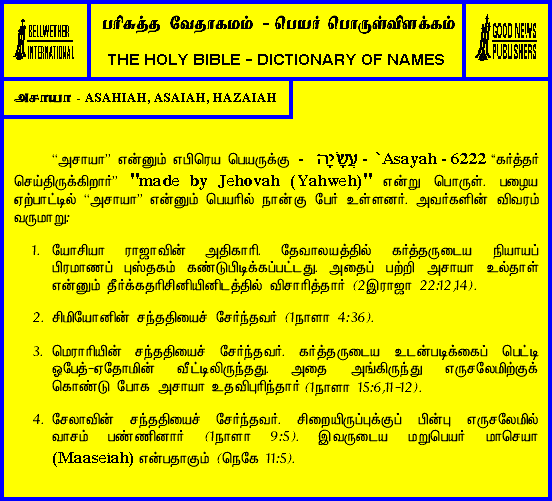 BELLWETHER
INTERNATIONAL
பரிசுத்த வேதாகமம் - பெயர் பொருள்விளக்கம்
THE HOLY BIBLE - DICTIONARY OF NAMES
GOOD NEWS
PUBLISHERS
அசாயா - ASAHIAH, ASAIAH, HAZAIAH
“அசாயா” என்னும் எபிரெய பெயருக்கு - עֲשָׂיָה - `Asayah - 6222 “கர்த்தர்
செய்திருக்கிறார்” "made by Jehovah (Yahweh)" என்று பொருள். பழைய
ஏற்பாட்டில் “அசாயா” என்னும் பெயரில் நான்கு பேர் உள்ளனர். அவர்களின் விவரம்
வருமாறு:
1. யோசியா ராஜாவின் அதிகாரி. தேவாலயத்தில் கர்த்தருடைய நியாயப்
பிரமாணப் புஸ்தகம் கண்டுபிடிக்கப்பட்டது. அதைப் பற்றி அசாயா உல்தாள்
என்னும் தீர்க்கதரிசினியினிடத்தில் விசாரித்தார் (2இராஜா 22:12,14).
2. சிமியோனின் சந்ததியைச் சேர்ந்தவர் (1நாளா 4:36).
3. மெராரியின் சந்ததியைச் சேர்ந்தவர். கர்த்தருடைய உடன்படிக்கைப் பெட்டி
ஓபேத்-ஏதோமின் வீட்டிலிருந்தது. அதை அங்கிருந்து எருசலேமிற்குக்
கொண்டு போக அசாயா உதவிபுரிந்தார் (1நாளா 15:6,11-12).
4. சேலாவின் சந்ததியைச் சேர்ந்தவர். சிறையிருப்புக்குப் பின்பு எருசலேமில்
வாசம் பண்ணினார் (1நாளா 9:5). இவருடைய மறுபெயர் மாசெயா
(Maaseiah) என்பதாகும் (நெகே 11:5).